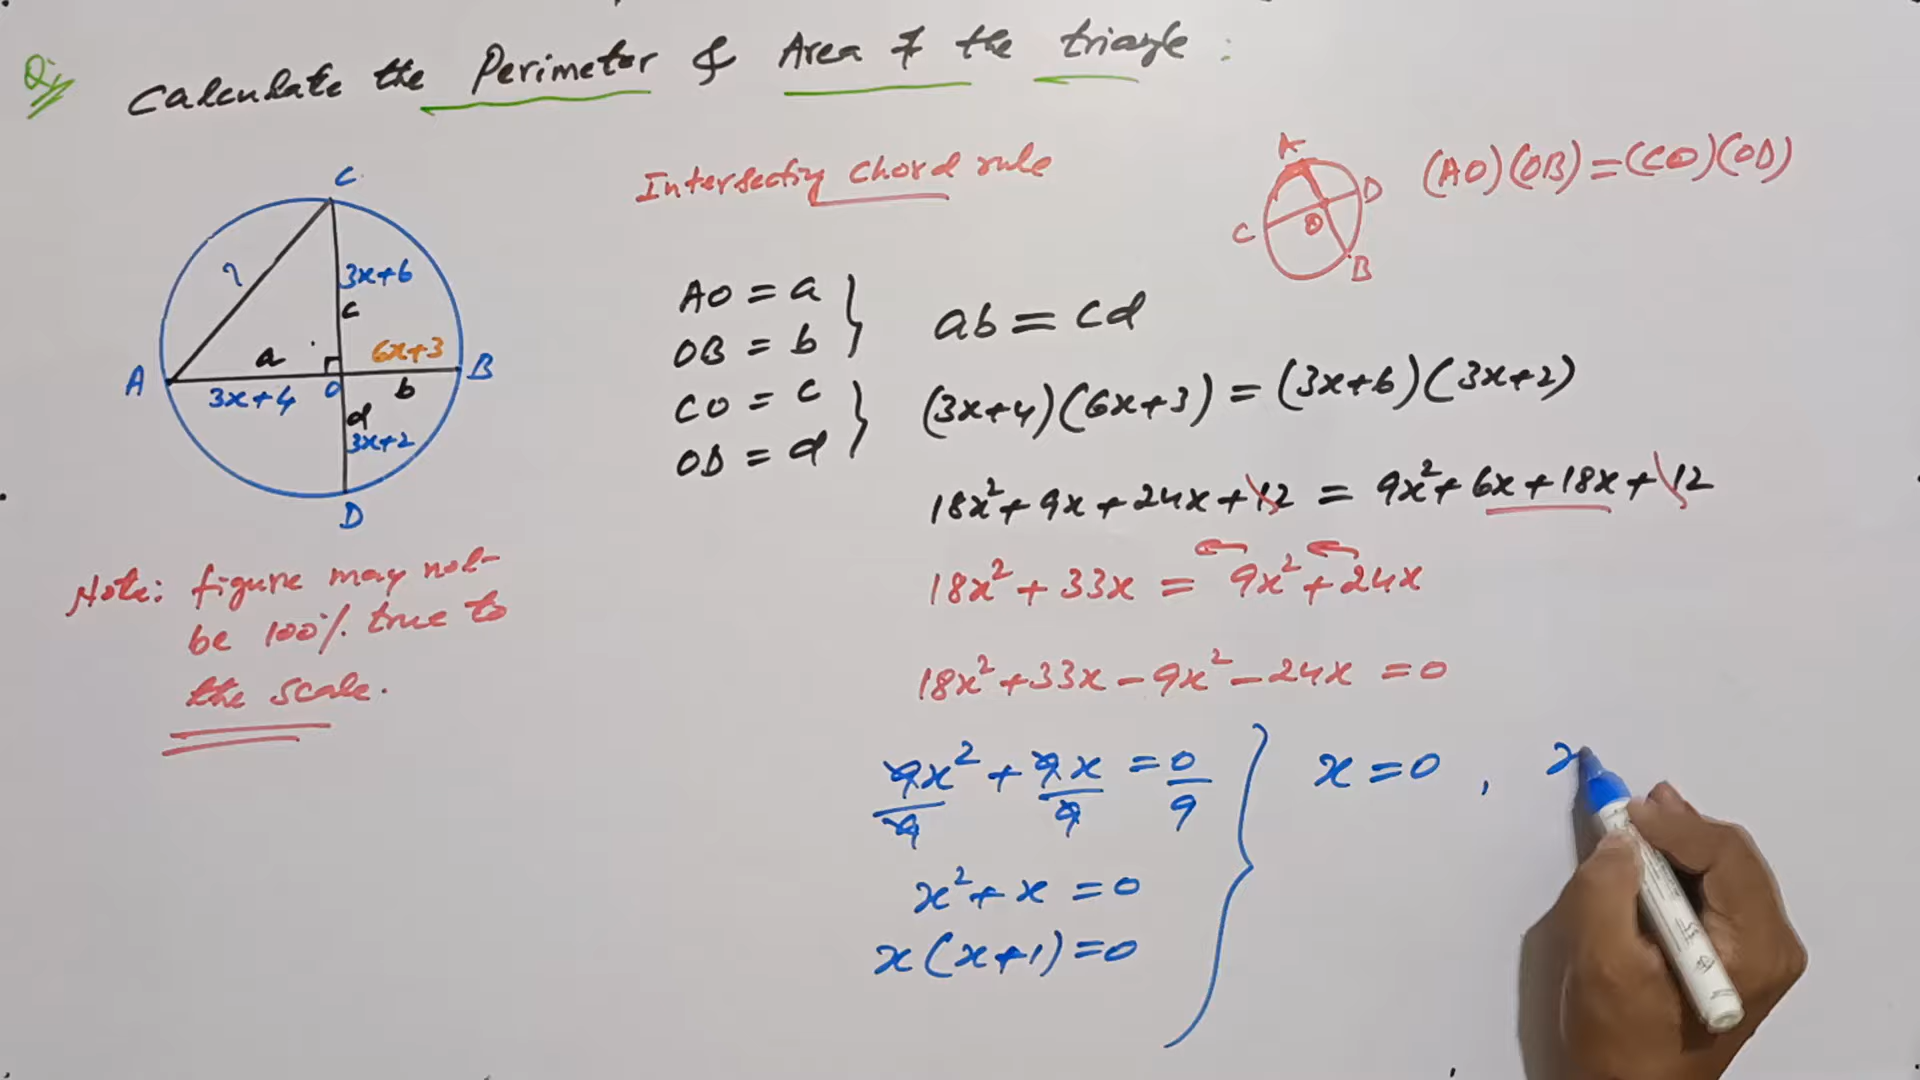 Q:
Calculate the Perimeter & Area of the triangle:
C
?
3x+6
c
a
6x+3
A
3x+4
O
b
B
d
3x+2
D
Note: figure may not
be 100% true to
the scale.
Intersecting chord rule
A
D
C
O
B
(AO)(OB)=(CO)(OD)
AO = a
OB = b
CO = c
OD = d
ab = cd
(3x+4)(6x+3) = (3x+6)(3x+2)
18x²+9x+24x+12 = 9x²+6x+18x+12
18x²+33x = 9x²+24x
18x²+33x-9x²-24x = 0
9x²/9 + 9x/9 = 0/9
x²+x = 0
x(x+1)=0
x=0 ,